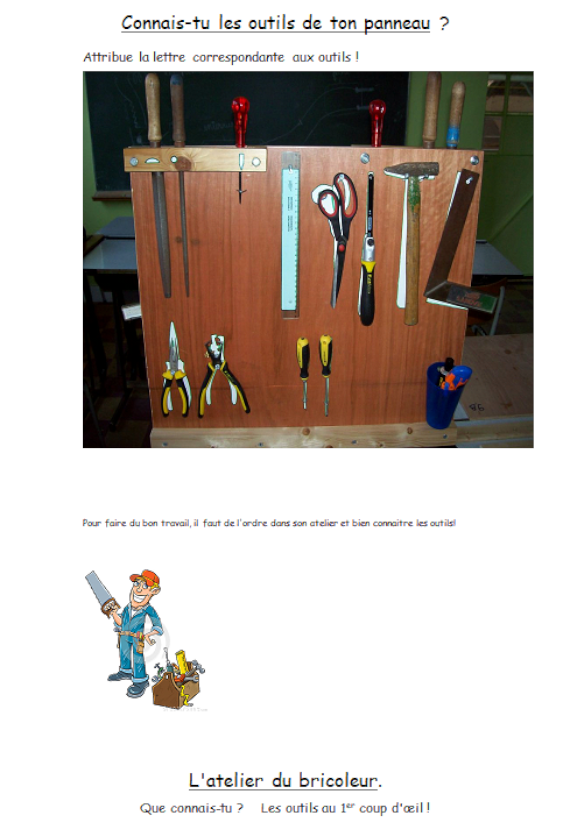 Connais-tu les outils de ton panneau ?
Attribue la lettre correspondante aux outils !
Pour faire du bon travail, il faut de l'ordre dans son atelier et bien connaitre les outils!
L'atelier du bricoleur.
Que connais-tu ? Les outils au 1er coup d'œil !